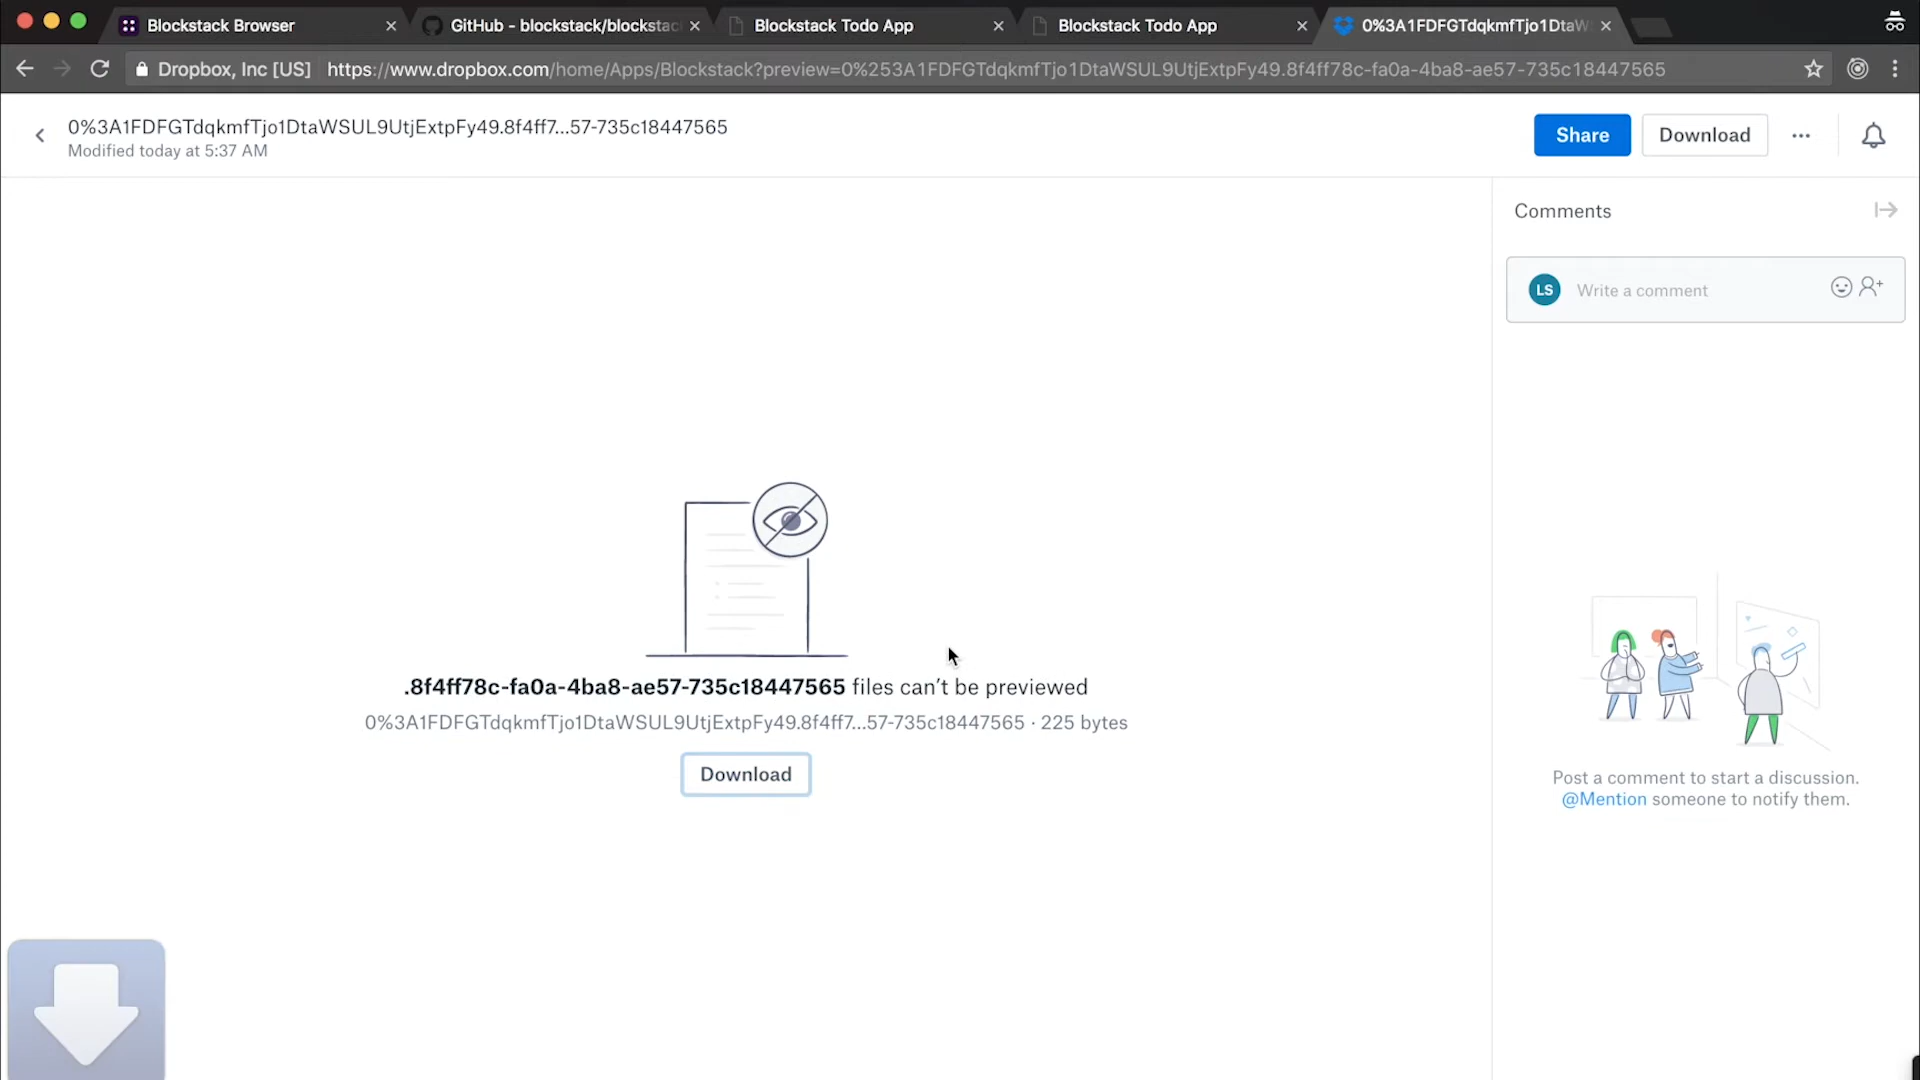 Blockstack Browser
GitHub - blockstack/blockstac
Blockstack Todo App
Blockstack Todo App
0%3A1FDFGTdqkmfTjo1DtaW
Dropbox, Inc [US]
https://www.dropbox.com/home/Apps/Blockstack?preview=0%253A1FDFGTdqkmfTjo1DtaWSUL9UtjExtpFy49.8f4ff78c-fa0a-4ba8-ae57-735c18447565
0%3A1FDFGTdqkmfTjo1DtaWSUL9UtjExtpFy49.8f4ff7...57-735c18447565
Modified today at 5:37 AM
Share
Download
Comments
LS
Write a comment
.8f4ff78c-fa0a-4ba8-ae57-735c18447565 files can't be previewed
0%3A1FDFGTdqkmfTjo1DtaWSUL9UtjExtpFy49.8f4ff7...57-735c18447565 · 225 bytes
Download
Post a comment to start a discussion.
@Mention someone to notify them.